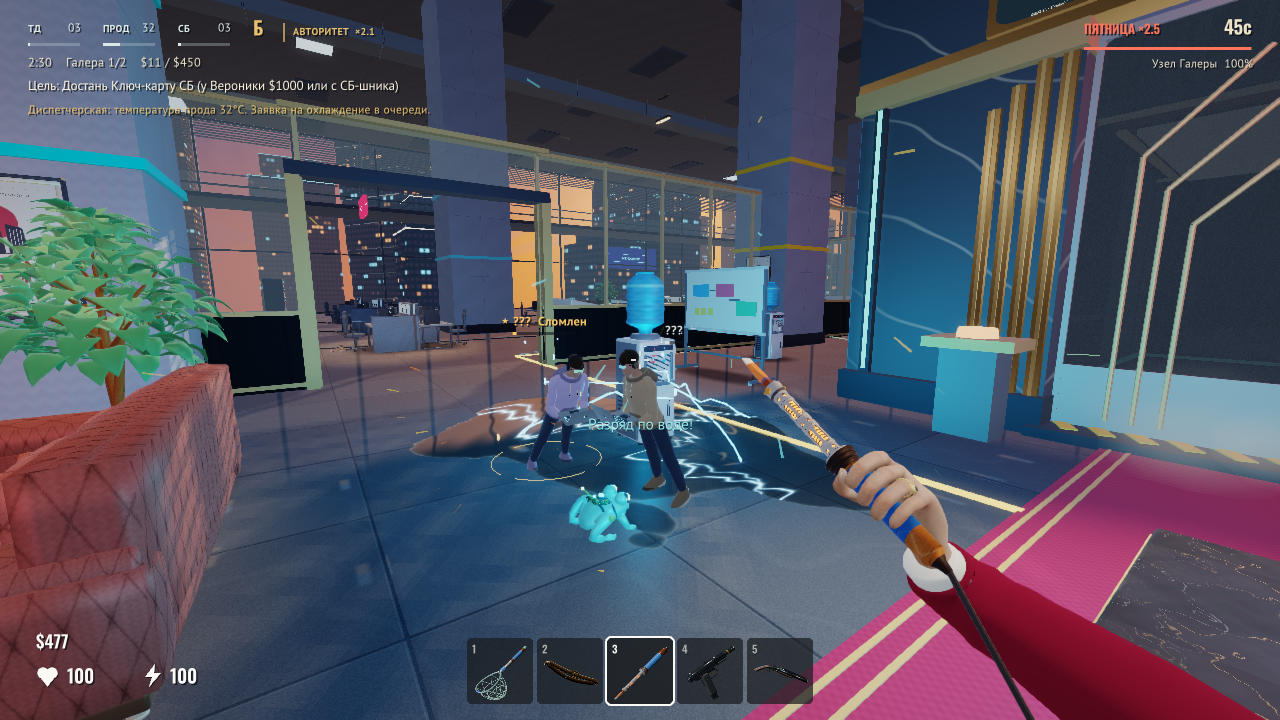 ТД 03 ПРОД 32 СБ 03 Б АВТОРИТЕТ ×2.1
ПЯТНИЦА ×2.5 45с
2:30 Галера 1/2 $11 / $450
Узел Галеры 100%
Цель: Достань Ключ-карту СБ (у Вероники $1000 или с СБ-шника)
Диспетчерская: температура прода 32°C. Заявка на охлаждение в очереди.
★ ??? Сломлен
???
Разряд по воде!
$477
100 100
1 2 3 4 5